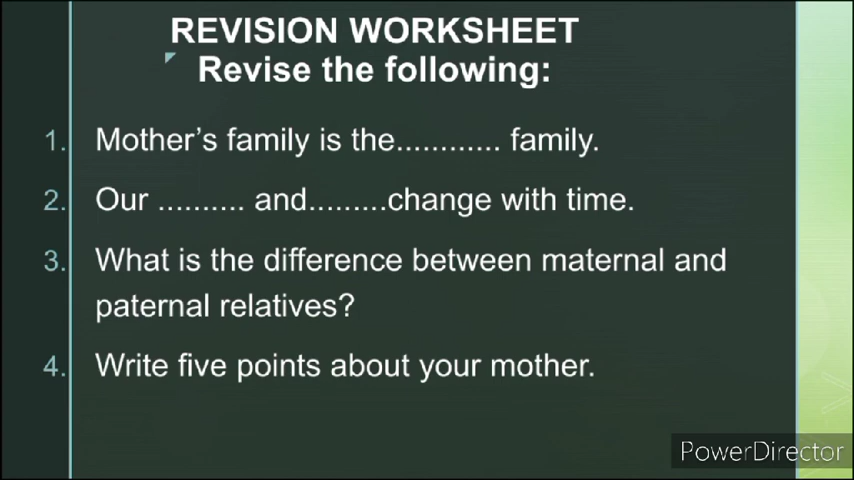 REVISION WORKSHEET
Revise the following:
1. Mother's family is the............ family.
2. Our .......... and.........change with time.
3. What is the difference between maternal and
paternal relatives?
4. Write five points about your mother.
PowerDirector